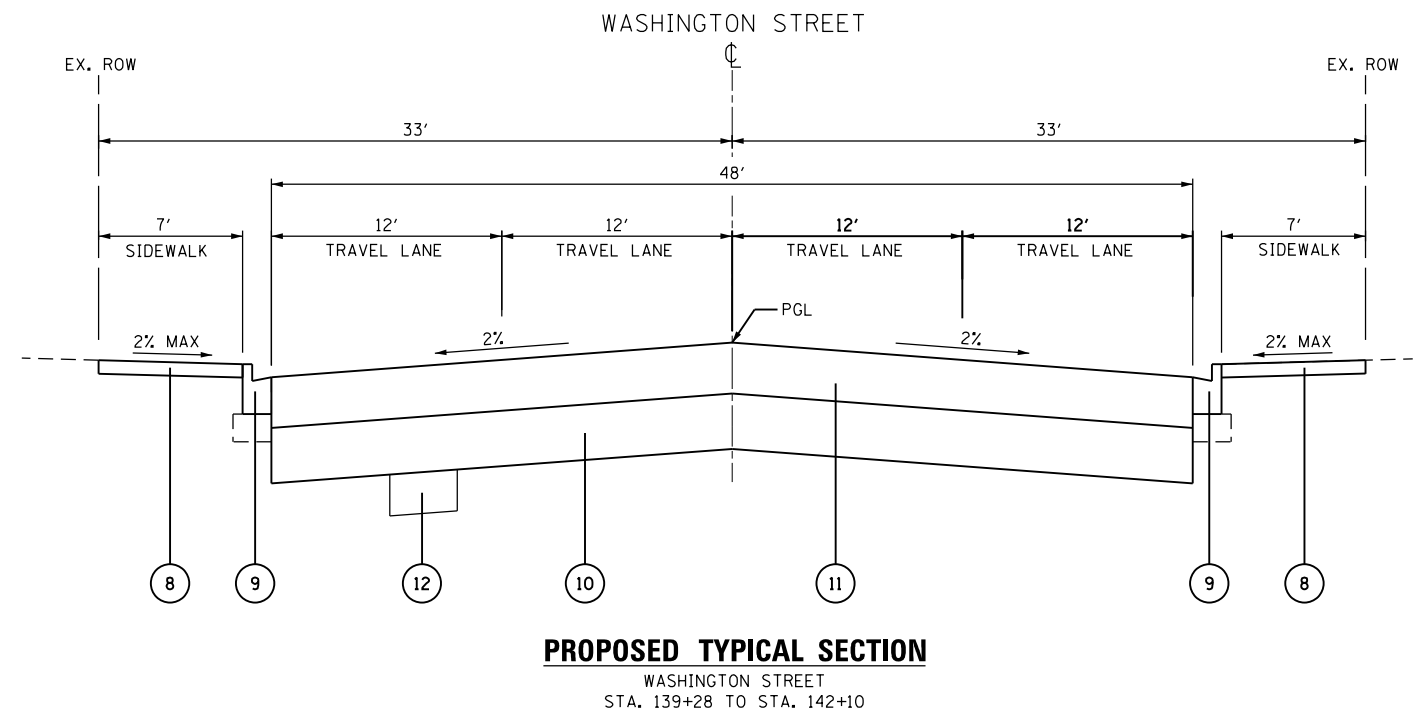 WASHINGTON STREET
℄
EX. ROW
EX. ROW
33'
33'
48'
7'
12'
12'
12'
12'
7'
SIDEWALK
TRAVEL LANE
TRAVEL LANE
TRAVEL LANE
TRAVEL LANE
SIDEWALK
PGL
2% MAX
2%
2%
2% MAX
8
9
12
10
11
9
8
PROPOSED TYPICAL SECTION
WASHINGTON STREET
STA. 139+28 TO STA. 142+10